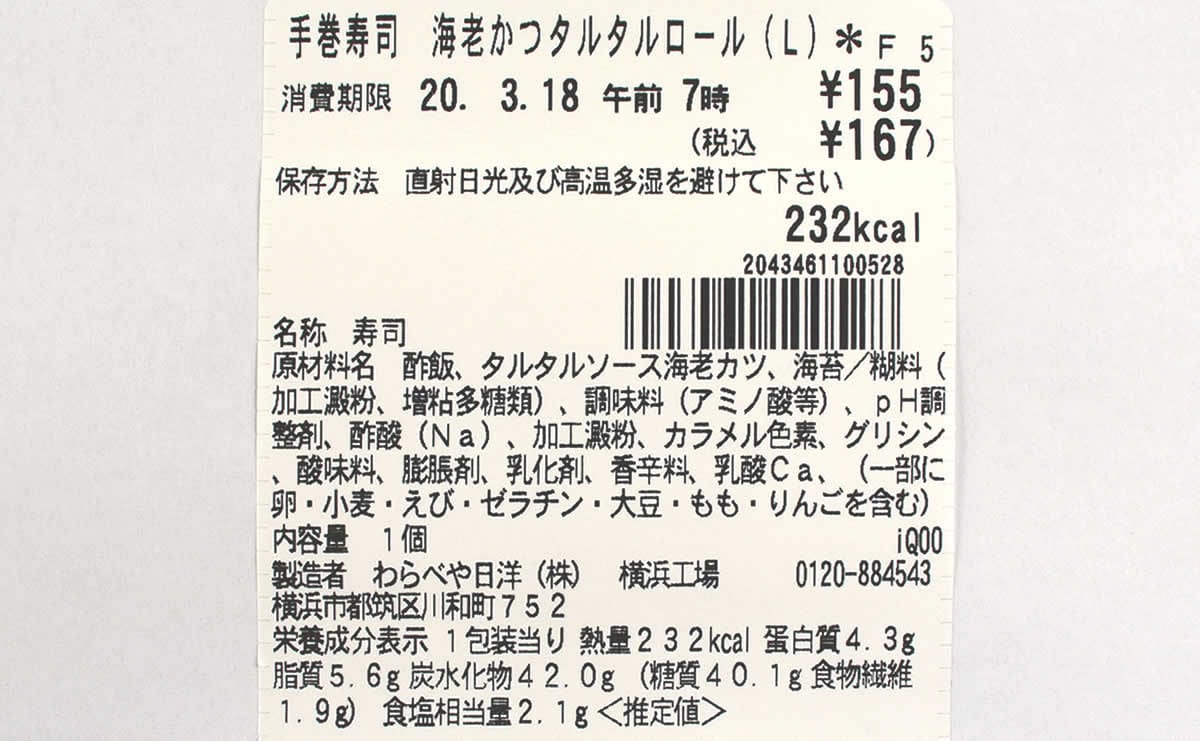 手巻寿司 海老かつタルタルロール(L)＊F 5
消費期限 20. 3.18 午前 7時 ¥155
(税込 ¥167)
保存方法 直射日光及び高温多湿を避けて下さい
232kcal
2043461100528
名称 寿司
原材料名 酢飯、タルタルソース海老カツ、海苔／糊料（
加工澱粉、増粘多糖類）、調味料（アミノ酸等）、ｐＨ調
整剤、酢酸（Ｎａ）、加工澱粉、カラメル色素、グリシン
、酸味料、膨脹剤、乳化剤、香辛料、乳酸Ｃａ、（一部に
卵・小麦・えび・ゼラチン・大豆・もも・りんごを含む）
内容量 １個 iQ00
製造者 わらべや日洋（株） 横浜工場 0120-884543
横浜市都筑区川和町７５２
栄養成分表示 １包装当り 熱量２３２kcal 蛋白質４.３g
脂質５.６g 炭水化物４２.０g （糖質４０.１g 食物繊維
１.９g） 食塩相当量２.１g＜推定値＞